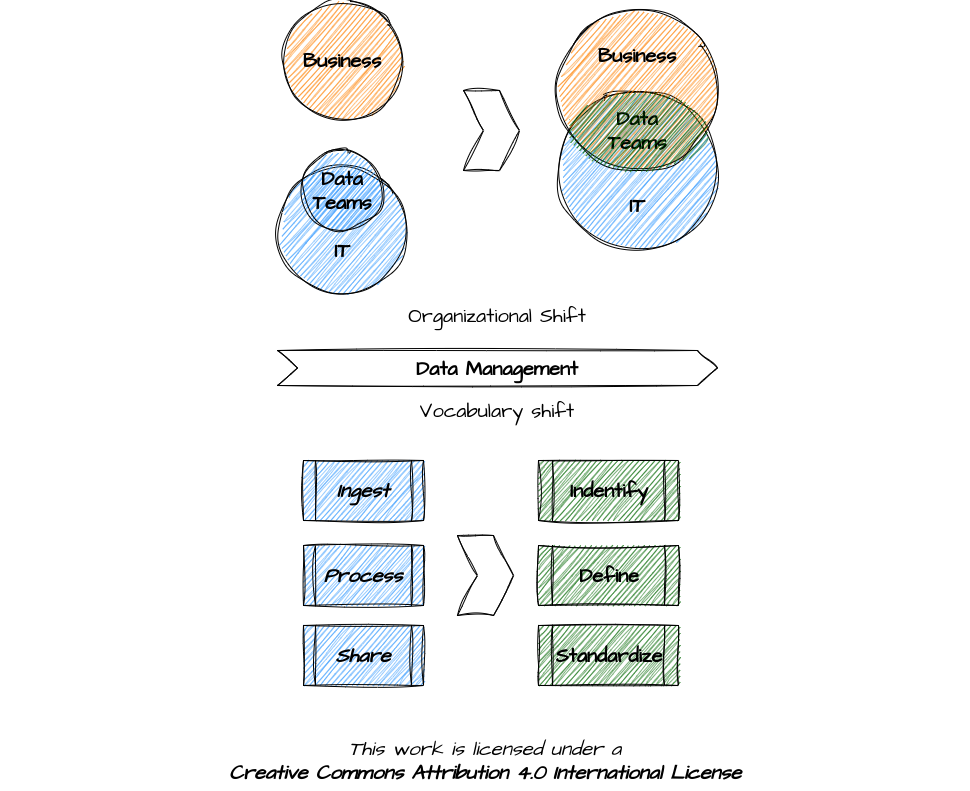 Business
Data
Teams
IT
Business
Data
Teams
IT
Organizational Shift
Data Management
Vocabulary shift
Ingest
Indentify
Process
Define
Share
Standardize
This work is licensed under a
Creative Commons Attribution 4.0 International License